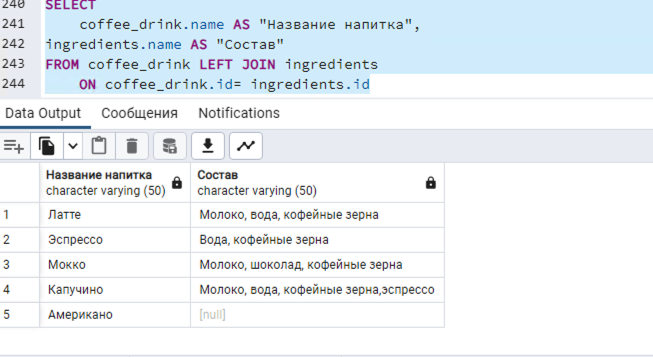 240 SELECT
241 coffee_drink.name AS "Название напитка",
242 ingredients.name AS "Состав"
243 FROM coffee_drink LEFT JOIN ingredients
244 ON coffee_drink.id= ingredients.id
Data Output Сообщения Notifications
Название напитка character varying (50) Состав character varying (50)
1 Латте Молоко, вода, кофейные зерна
2 Эспрессо Вода, кофейные зерна
3 Мокко Молоко, шоколад, кофейные зерна
4 Капучино Молоко, вода, кофейные зерна,эспрессо
5 Американо [null]